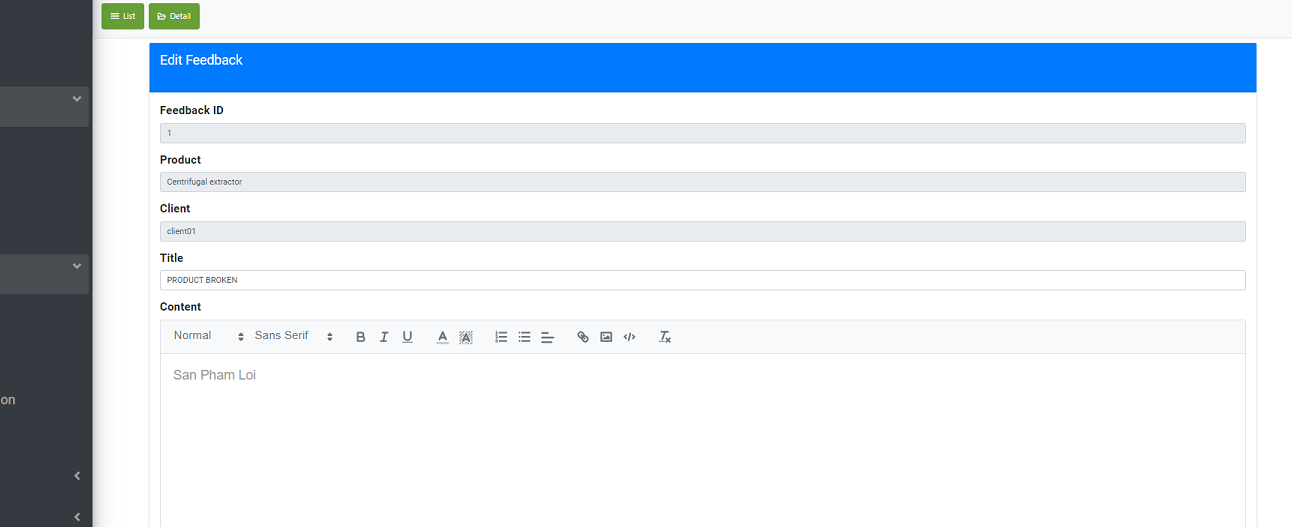 List Detail
Edit Feedback
Feedback ID
1
Product
Centrifugal extractor
Client
client01
Title
PRODUCT BROKEN
Content
Normal Sans Serif
San Pham Loi
on